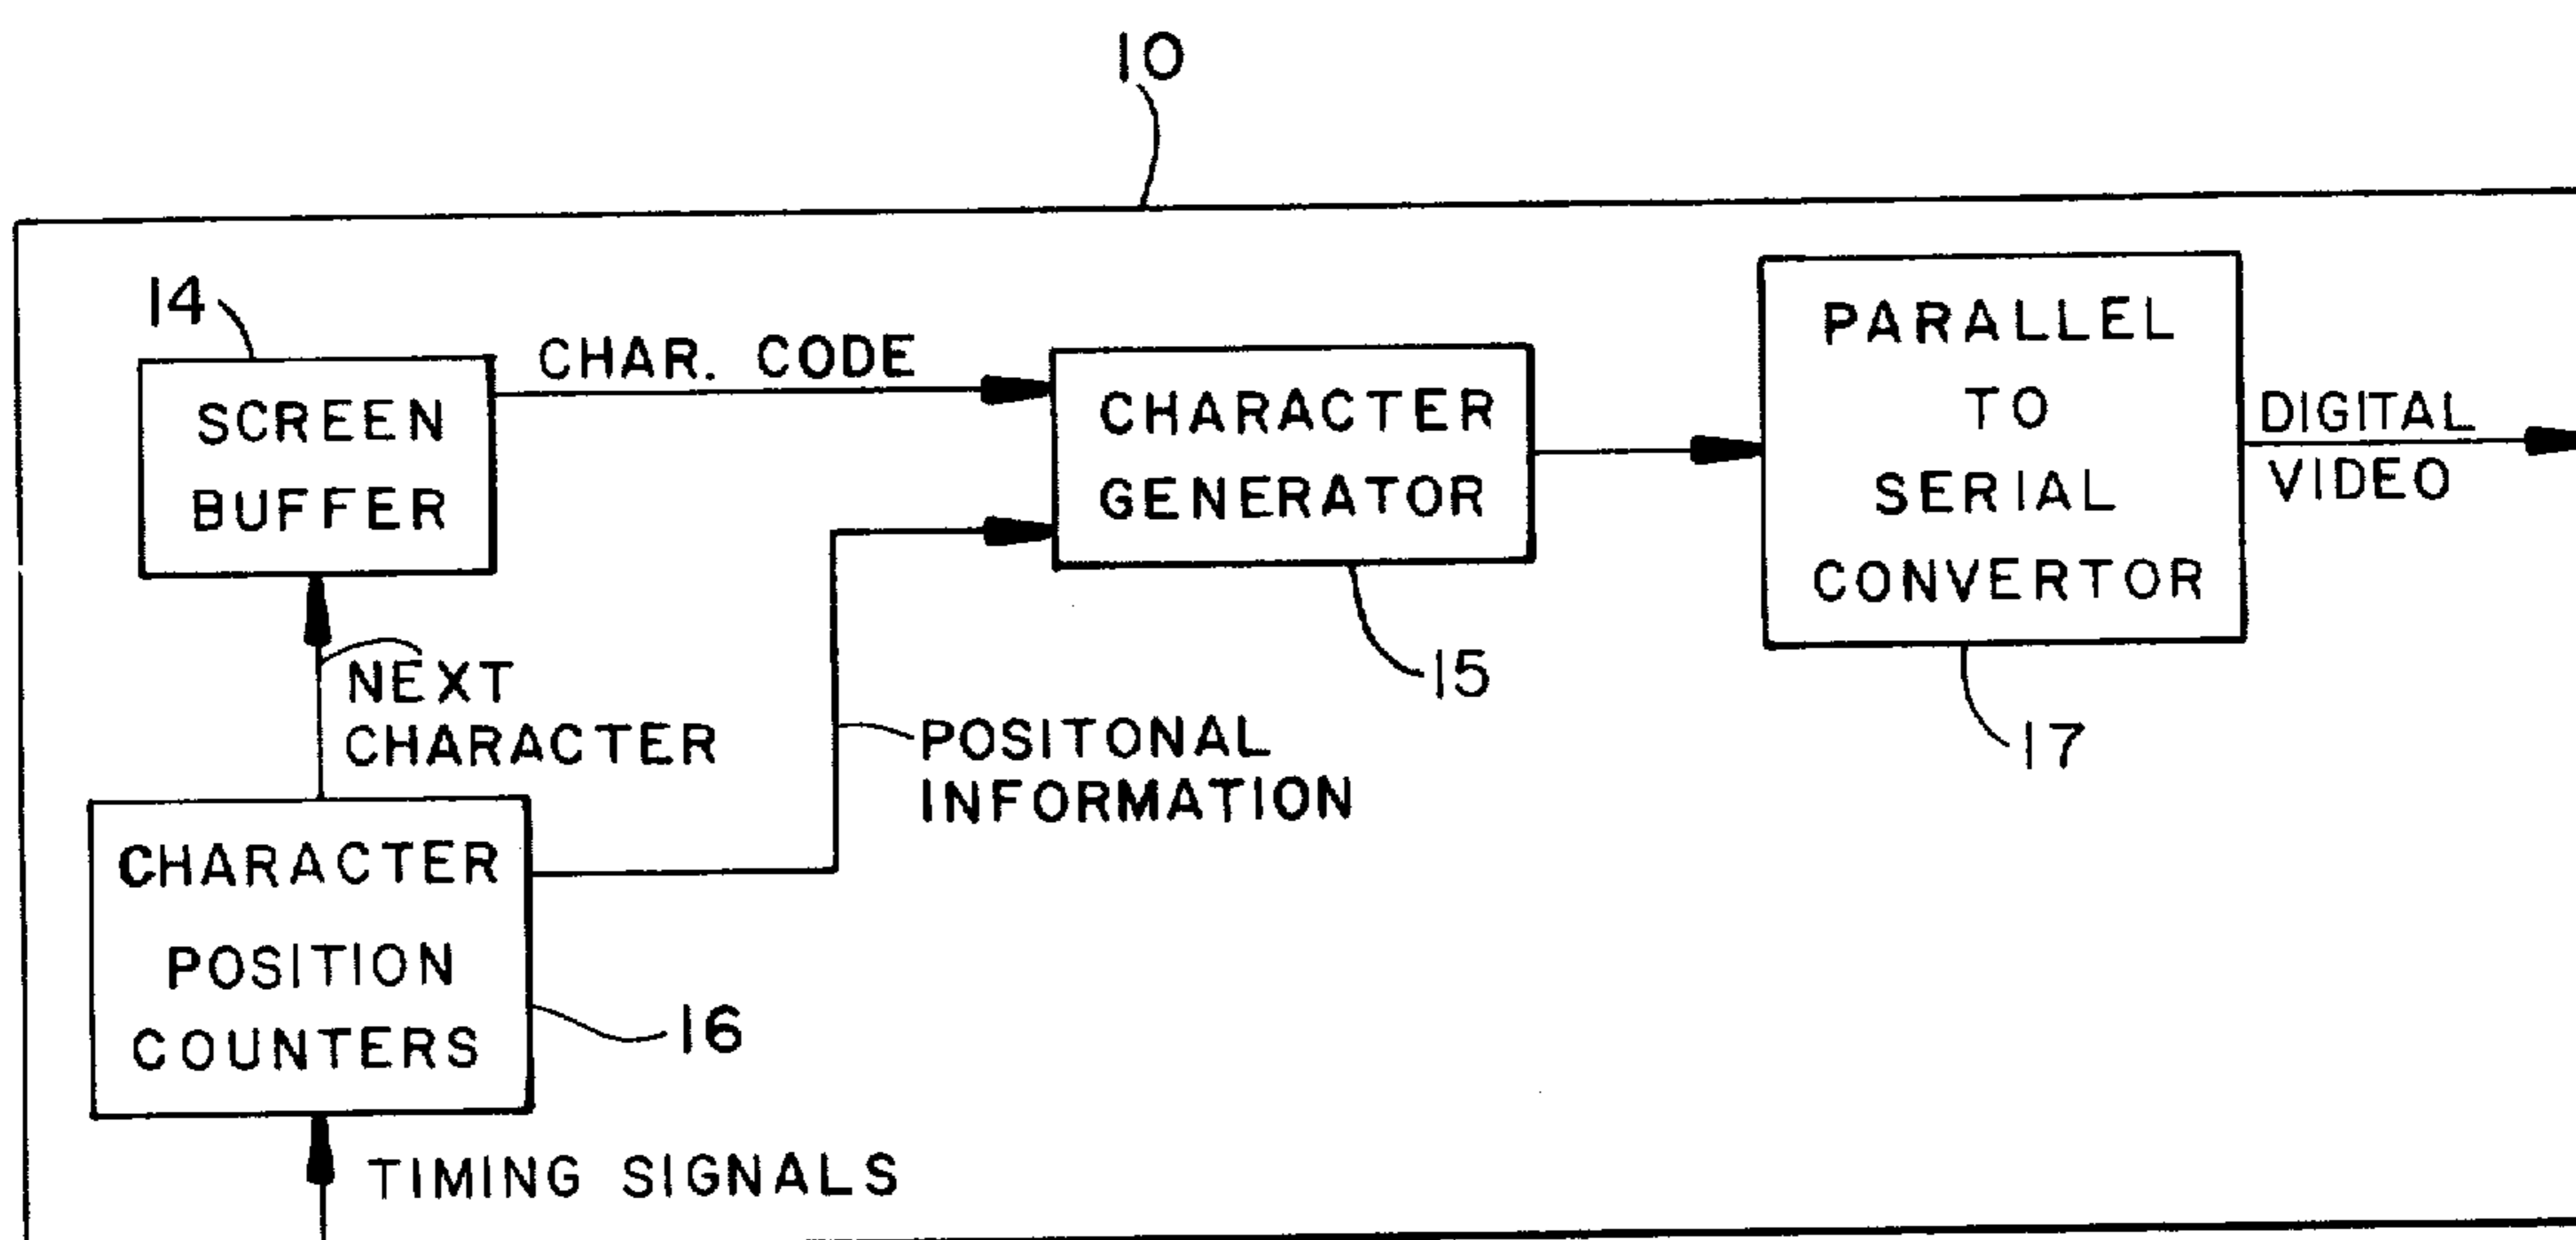 10
14
SCREEN
BUFFER
CHAR. CODE
CHARACTER
GENERATOR
15
PARALLEL
TO
SERIAL
CONVERTOR
17
DIGITAL
VIDEO
NEXT
CHARACTER
POSITONAL
INFORMATION
CHARACTER
POSITION
COUNTERS
16
TIMING SIGNALS